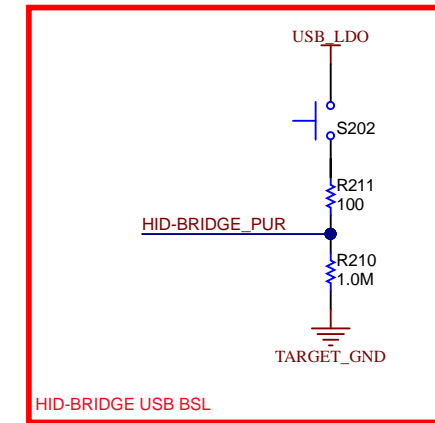 USB_LDO
S202
R211
100
HID-BRIDGE_PUR
R210
1.0M
TARGET_GND
HID-BRIDGE USB BSL